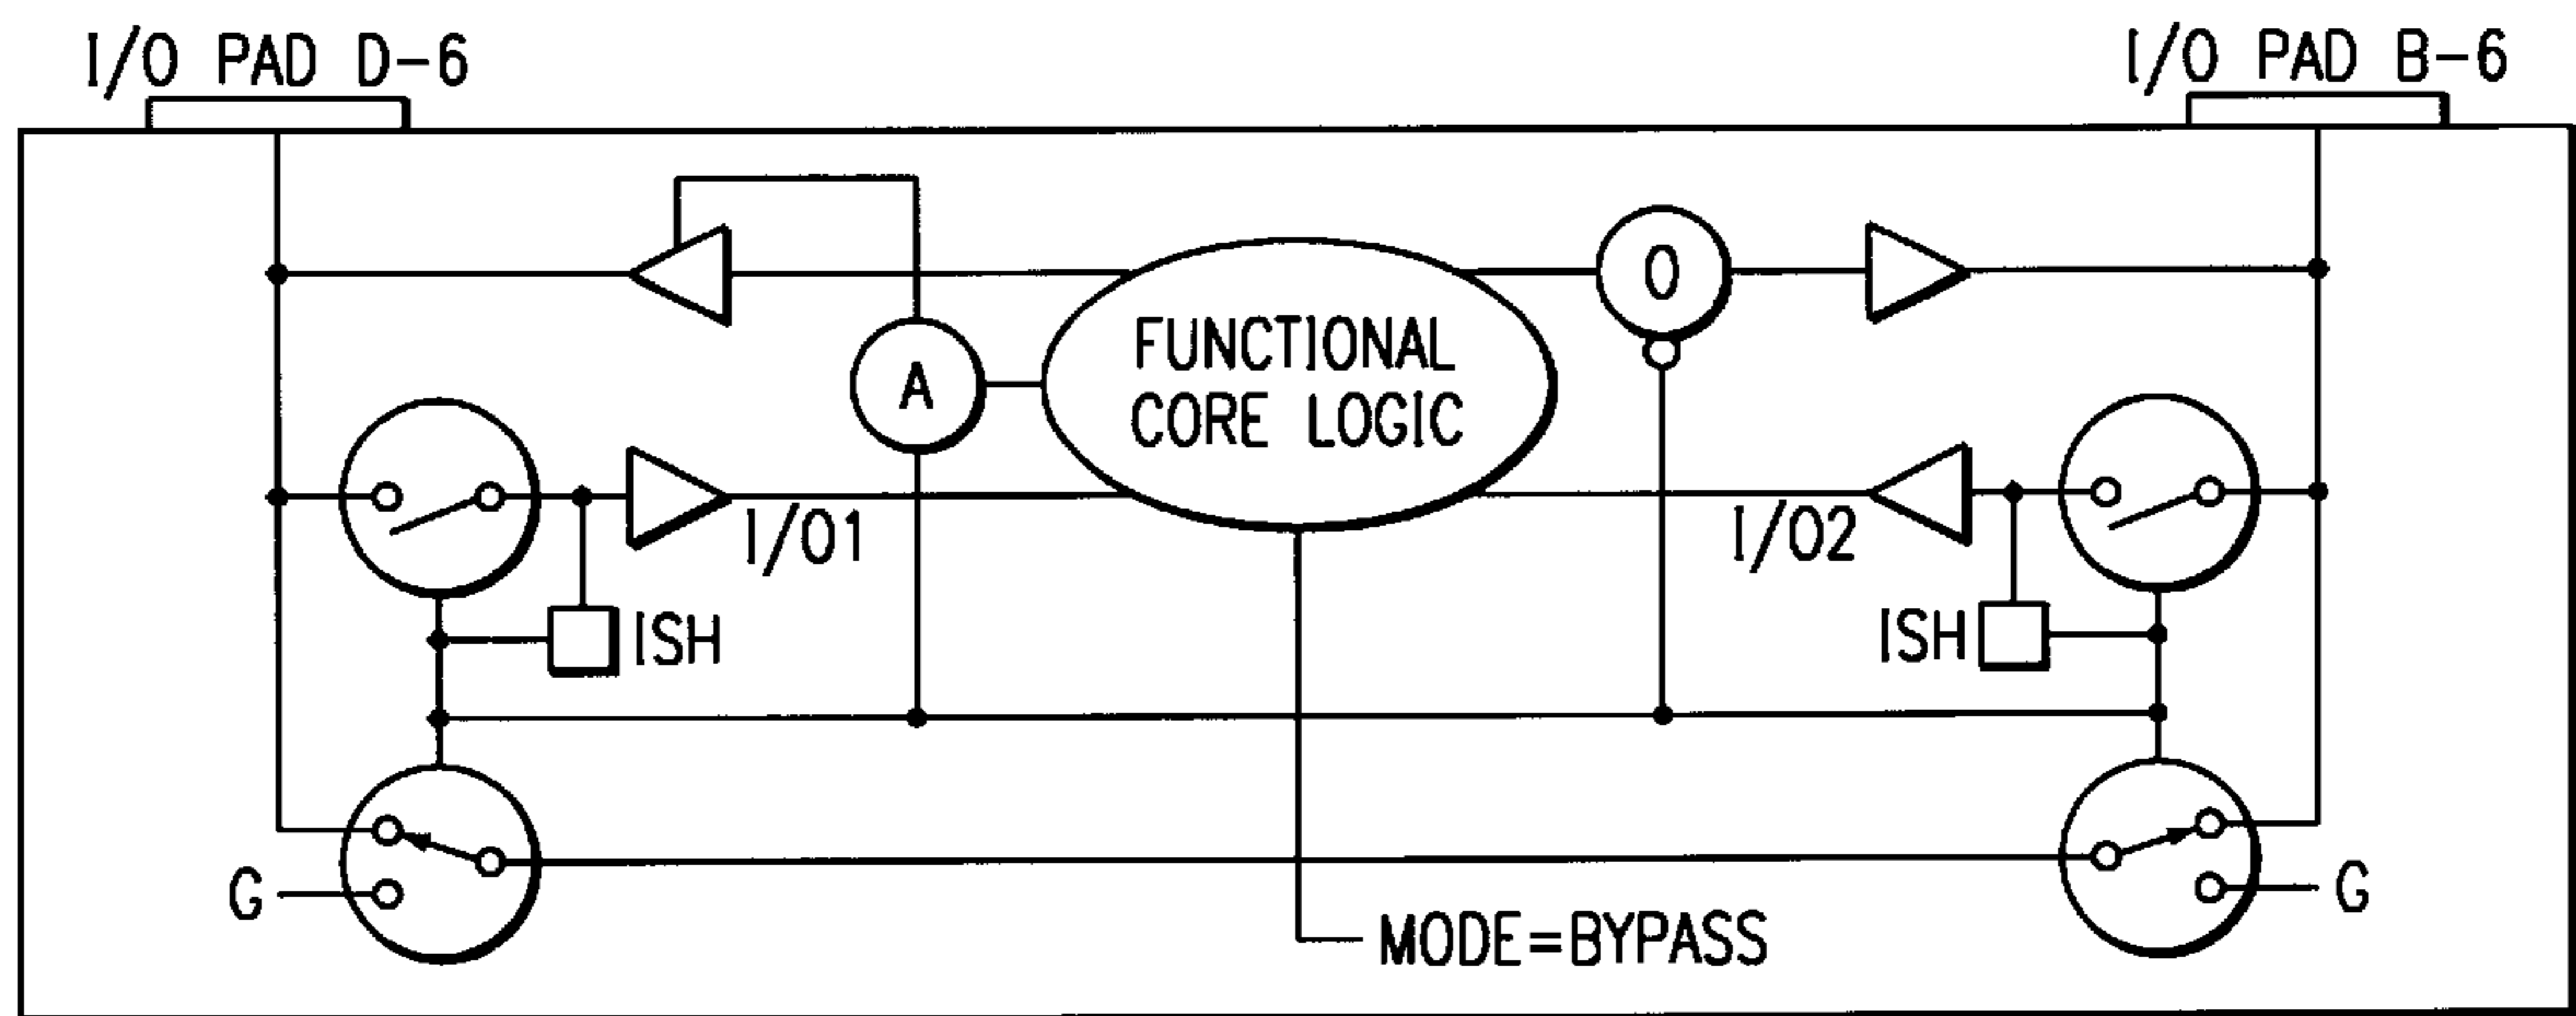 I/O PAD D-6
I/O PAD B-6
O
FUNCTIONAL
CORE LOGIC
A
I/O1
I/O2
ISH
ISH
G
G
MODE=BYPASS